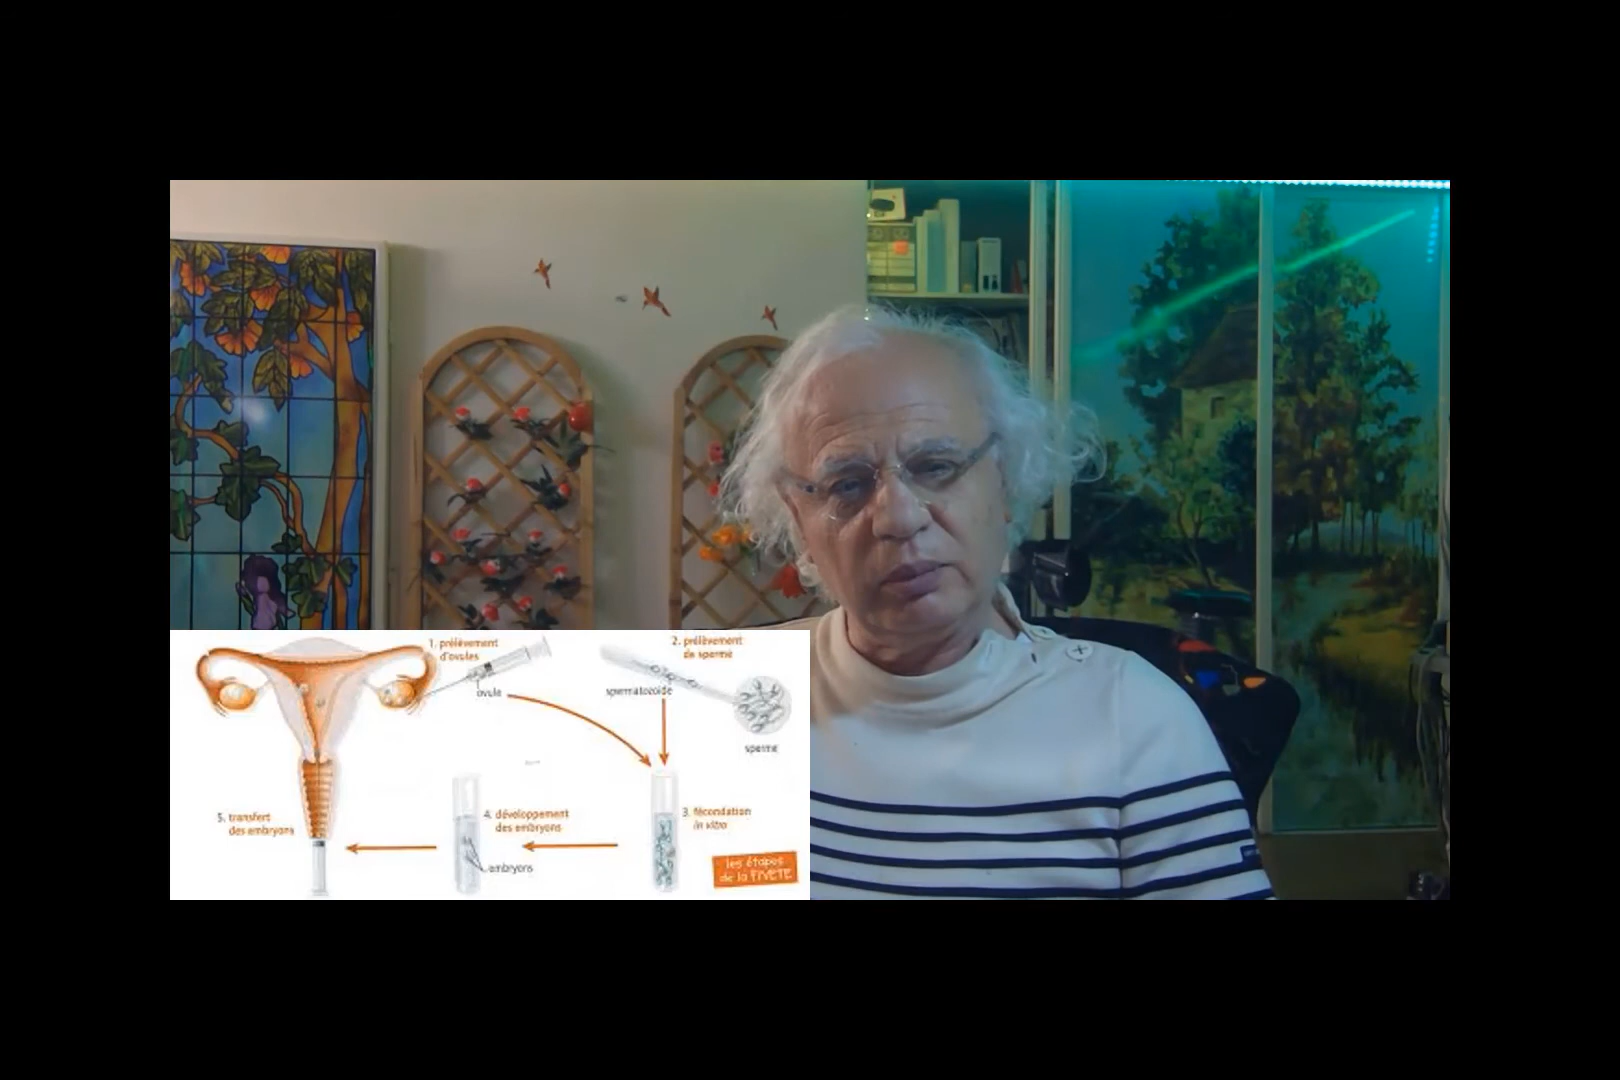 1. prélèvement
d'ovules
ovule
2. prélèvement
de sperme
spermatozoïde
sperme
3. fécondation
in vitro
4. développement
des embryons
embryons
5. transfert
des embryons
les étapes
de la FIVETE